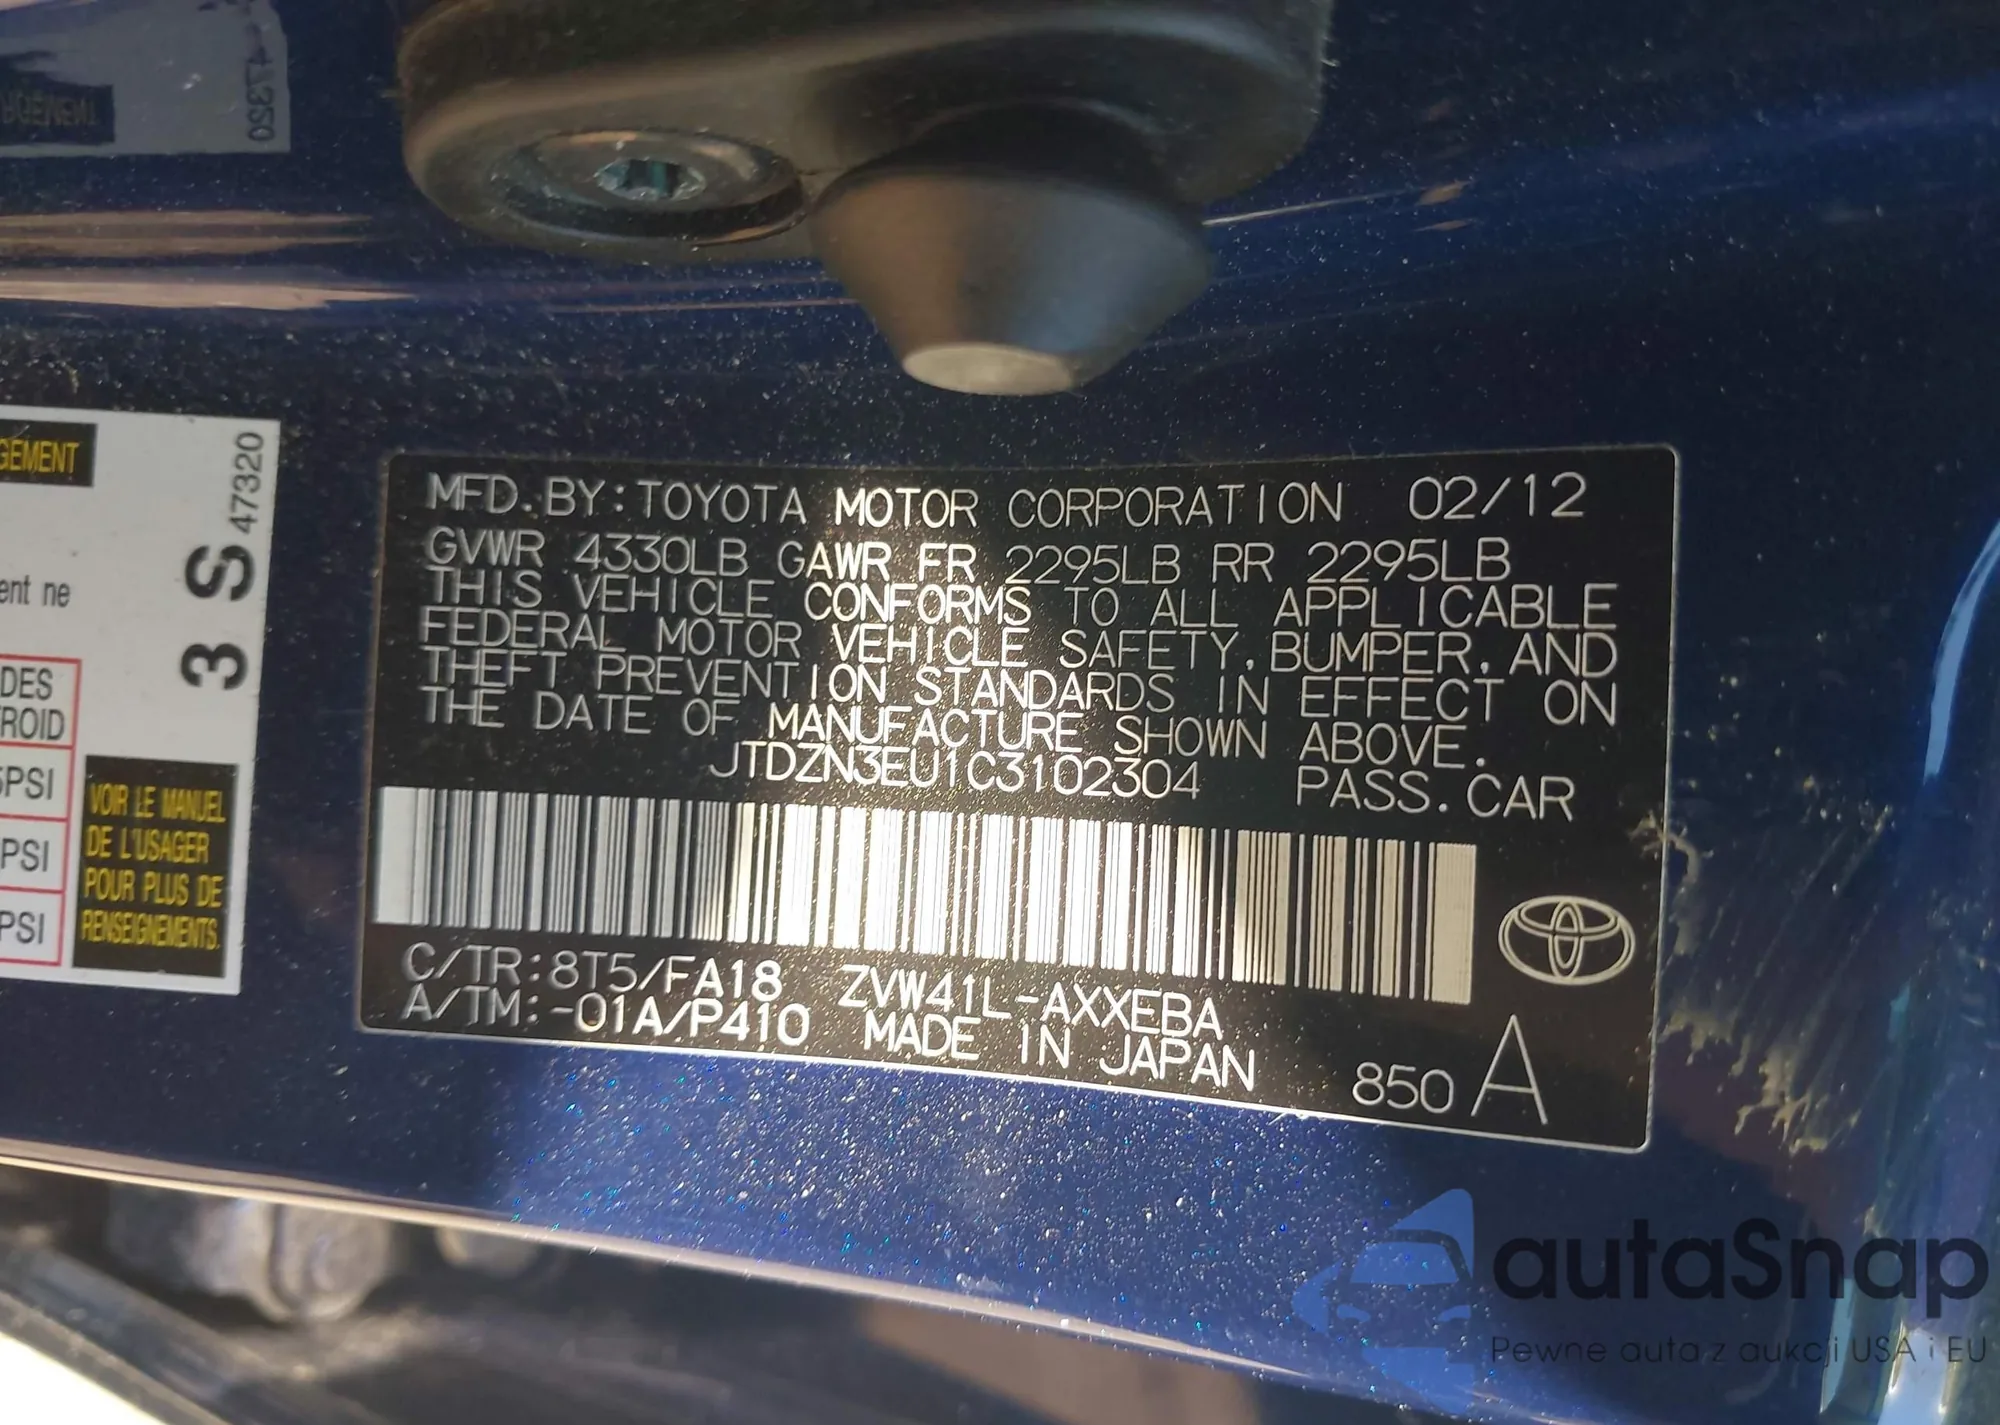 GEMENT
47320
3 S
ent ne
DES
ROID
5PSI
PSI
PSI
VOIR LE MANUEL
DE L'USAGER
POUR PLUS DE
RENSEIGNEMENTS.
MFD. BY: TOYOTA MOTOR CORPORATION 02/12
GVWR 4330LB GAWR FR 2295LB RR 2295LB
THIS VEHICLE CONFORMS TO ALL APPLICABLE
FEDERAL MOTOR VEHICLE SAFETY, BUMPER, AND
THEFT PREVENTION STANDARDS IN EFFECT ON
THE DATE OF MANUFACTURE SHOWN ABOVE.
JTDZN3EU1C3102304 PASS. CAR
C/TR:8T5/FA18 ZVW41L-AXXEBA
A/TM:-01A/P410 MADE IN JAPAN
850 A
autaSnap
Pewne auta z aukcji USA i EU